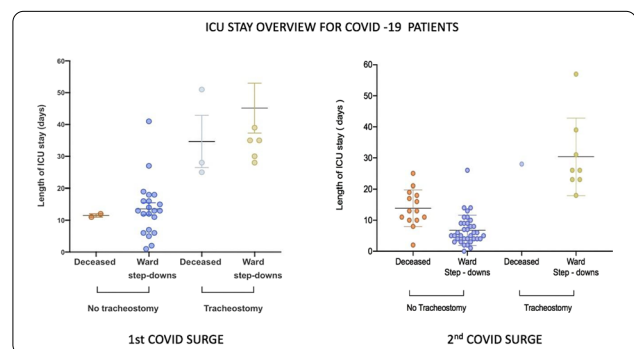 ICU STAY OVERVIEW FOR COVID -19 PATIENTS
Length of ICU stay (days)
60
50
40
30
20
10
0
Deceased
Ward
step-downs
Deceased
Ward
step-downs
No tracheostomy
Tracheostomy
1st COVID SURGE
Length of ICU stay ( days )
60
50
40
30
20
10
0
Deceased
Ward
Step - downs
Deceased
Ward
Step - downs
No Tracheostomy
Tracheostomy
2nd COVID SURGE